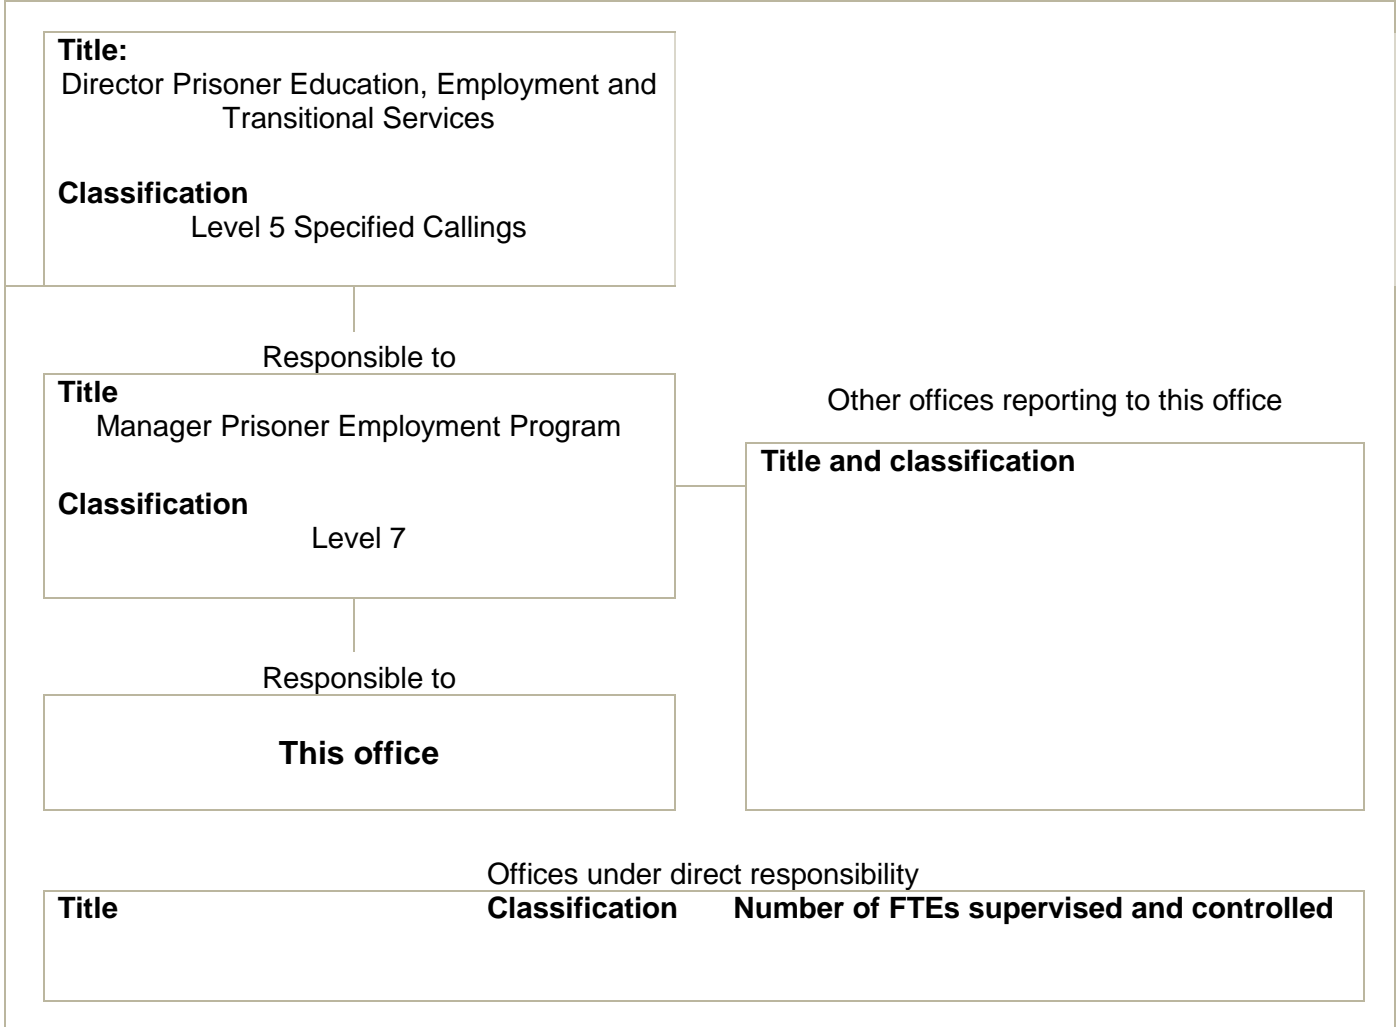 Title:
Director Prisoner Education, Employment and
Transitional Services
Classification
Level 5 Specified Callings
Responsible to
Title
Manager Prisoner Employment Program
Classification
Level 7
Other offices reporting to this office
Title and classification
Responsible to
This office
Offices under direct responsibility
Title Classification Number of FTEs supervised and controlled